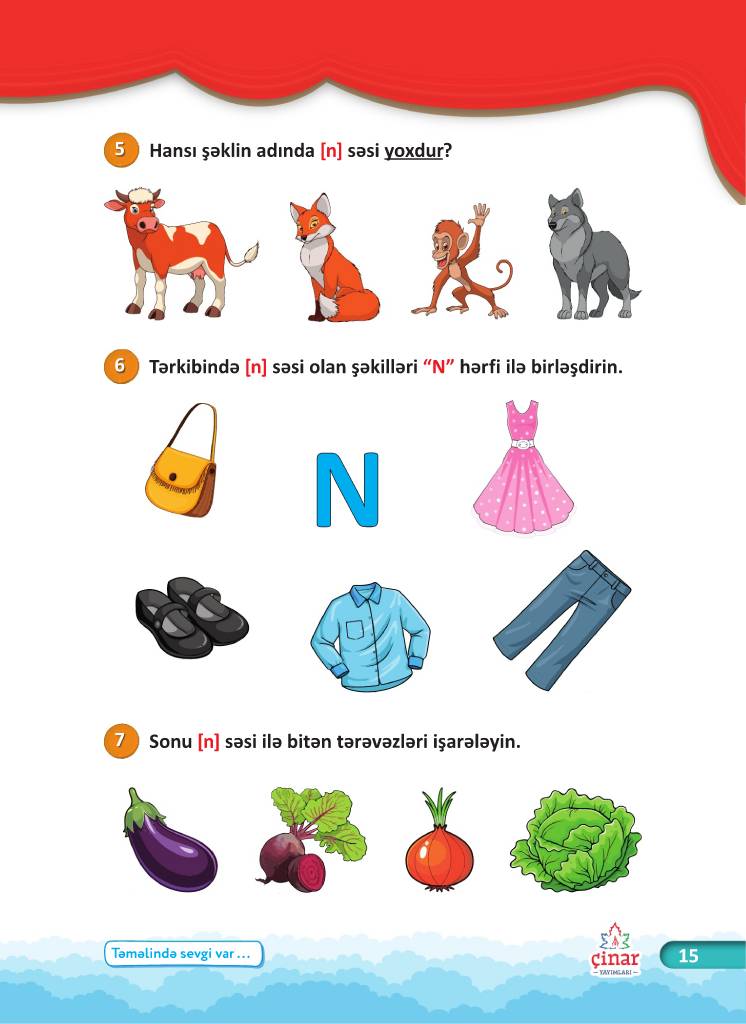 5 Hansı şəklin adında [n] səsi yoxdur?
6 Tərkibində [n] səsi olan şəkilləri “N” hərfi ilə birləşdirin.
N
7 Sonu [n] səsi ilə bitən tərəvəzləri işarələyin.
Təməlində sevgi var ...
çinar
YAYIMLARI
15